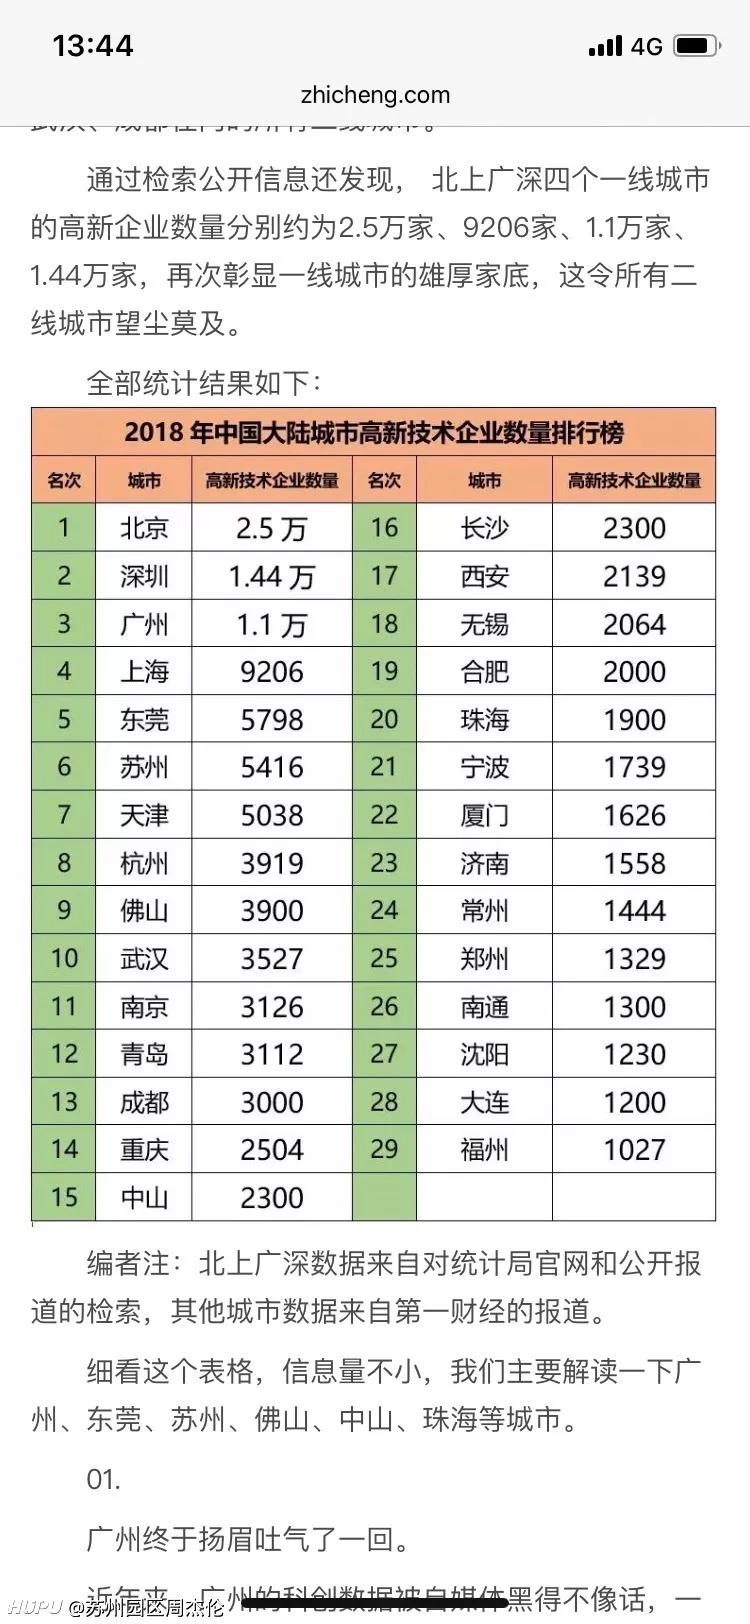 13:44
4G
zhicheng.com
通过检索公开信息还发现， 北上广深四个一线城市
的高新企业数量分别约为2.5万家、9206家、1.1万家、
1.44万家，再次彰显一线城市的雄厚家底，这令所有二
线城市望尘莫及。
全部统计结果如下：
2018 年中国大陆城市高新技术企业数量排行榜
名次 城市 高新技术企业数量 名次 城市 高新技术企业数量
1 北京 2.5 万 16 长沙 2300
2 深圳 1.44 万 17 西安 2139
3 广州 1.1 万 18 无锡 2064
4 上海 9206 19 合肥 2000
5 东莞 5798 20 珠海 1900
6 苏州 5416 21 宁波 1739
7 天津 5038 22 厦门 1626
8 杭州 3919 23 济南 1558
9 佛山 3900 24 常州 1444
10 武汉 3527 25 郑州 1329
11 南京 3126 26 南通 1300
12 青岛 3112 27 沈阳 1230
13 成都 3000 28 大连 1200
14 重庆 2504 29 福州 1027
15 中山 2300
编者注：北上广深数据来自对统计局官网和公开报
道的检索，其他城市数据来自第一财经的报道。
细看这个表格，信息量不小，我们主要解读一下广
州、东莞、苏州、佛山、中山、珠海等城市。
01.
广州终于扬眉吐气了一回。
近年来，广州的科创数据被自媒体黑得不像话，一
HUPU @苏州园区周杰伦